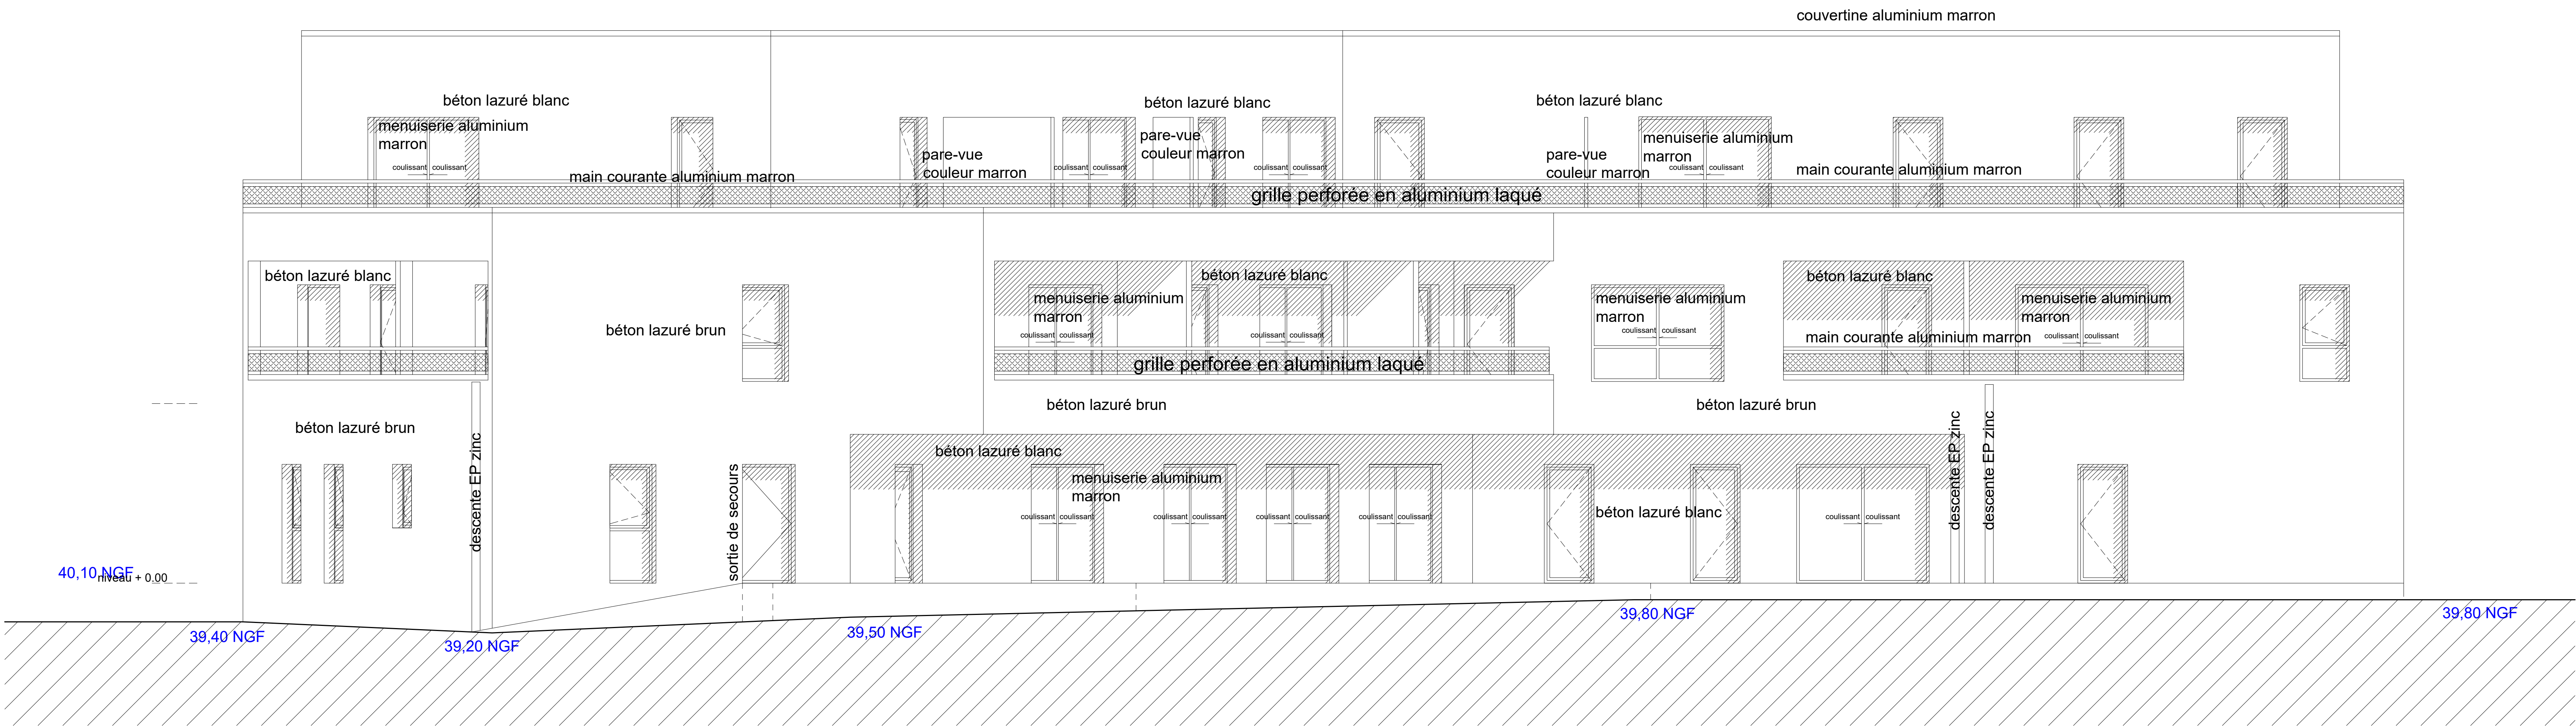 couvertine aluminium marron
béton lazuré blanc
béton lazuré blanc
béton lazuré blanc
menuiserie aluminium
marron
coulissant coulissant
main courante aluminium marron
pare-vue
couleur marron
coulissant coulissant
pare-vue
couleur marron
coulissant coulissant
pare-vue
couleur marron
menuiserie aluminium
marron
coulissant coulissant
main courante aluminium marron
grille perforée en aluminium laqué
béton lazuré blanc
béton lazuré brun
béton lazuré blanc
menuiserie aluminium
marron
coulissant coulissant
coulissant coulissant
menuiserie aluminium
marron
coulissant coulissant
béton lazuré blanc
menuiserie aluminium
marron
main courante aluminium marron
coulissant coulissant
grille perforée en aluminium laqué
béton lazuré brun
béton lazuré brun
béton lazuré brun
descente EP zinc
sortie de secours
béton lazuré blanc
menuiserie aluminium
marron
coulissant coulissant
coulissant coulissant
coulissant coulissant
coulissant coulissant
béton lazuré blanc
coulissant coulissant
descente EP zinc
descente EP zinc
40,10 NGF
niveau + 0.00
39,40 NGF
39,20 NGF
39,50 NGF
39,80 NGF
39,80 NGF